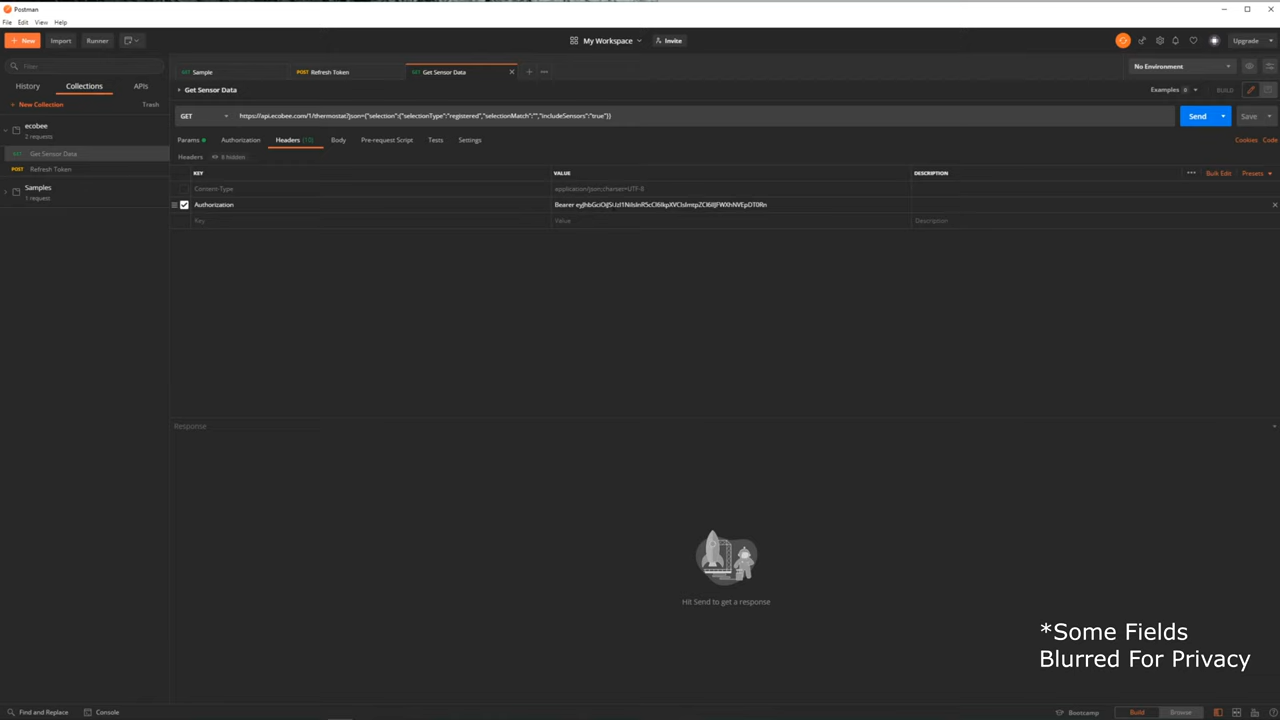 Postman
File Edit View Help
New Import Runner My Workspace Invite Upgrade
Filter Sample POST Refresh Token Get Sensor Data No Environment
History Collections APIs
Get Sensor Data Examples BUILD
New Collection Trash
ecobee
2 requests
GET https://api.ecobee.com/1/thermostat?json={"selection":{"selectionType":"registered","selectionMatch":"","includeSensors":"true"}} Send Save
Params Authorization Headers (10) Body Pre-request Script Tests Settings Cookies Code
Get Sensor Data
Headers 8 hidden
POST Refresh Token
KEY VALUE DESCRIPTION Bulk Edit Presets
Samples
1 request
Content-Type application/json;charset=UTF-8
Authorization Bearer
Key Value Description
Response
Hit Send to get a response
*Some Fields
Blurred For Privacy
Find and Replace Console Bootcamp Build Browse